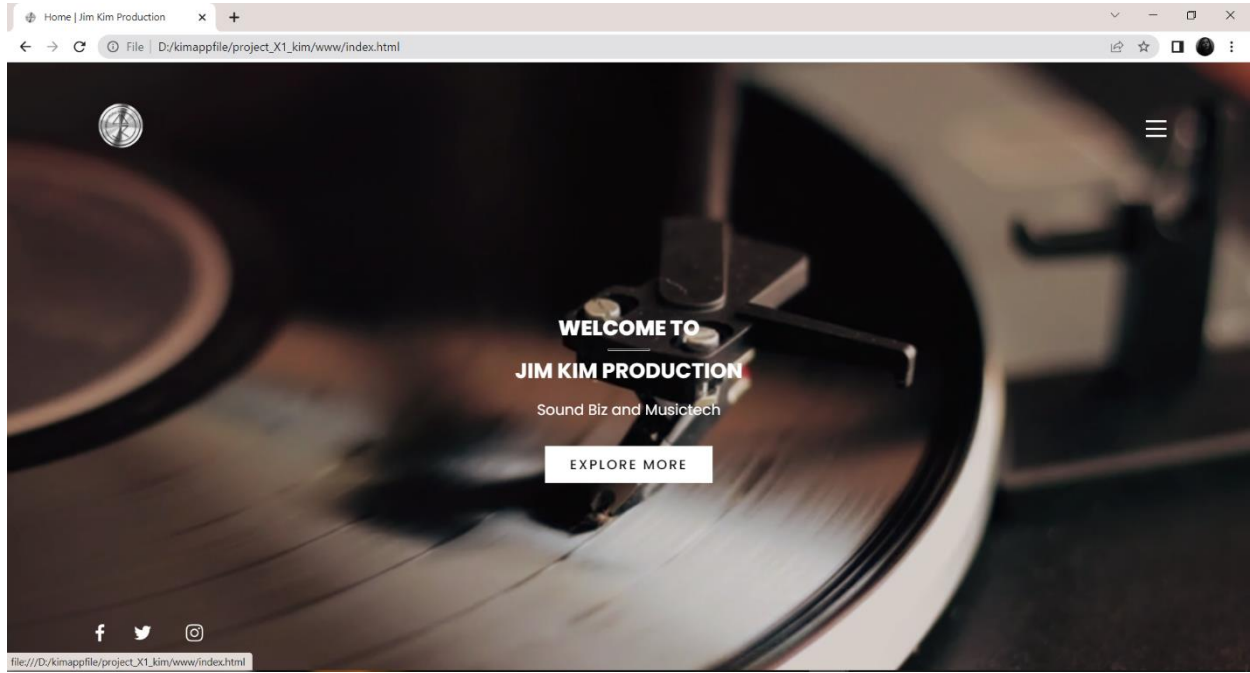 Home | Jim Kim Production
File | D:/kimappfile/project_X1_kim/www/index.html
WELCOME TO
JIM KIM PRODUCTION
Sound Biz and Musictech
EXPLORE MORE
file:///D:/kimappfile/project_X1_kim/www/index.html